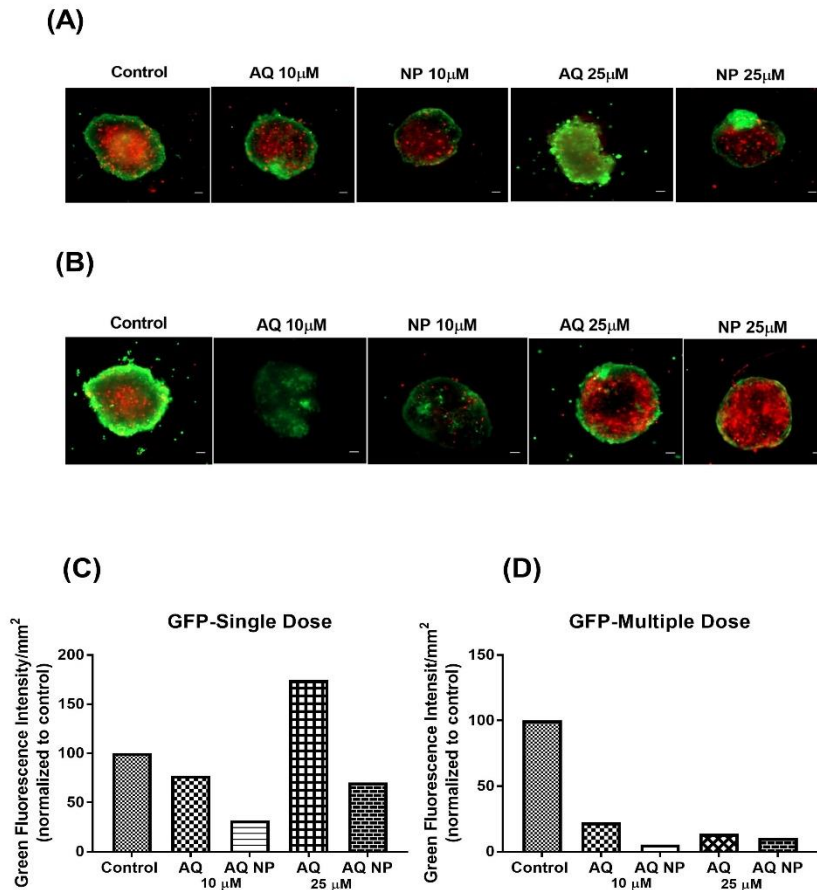 (A)
Control AQ 10μM NP 10μM AQ 25μM NP 25μM
(B)
Control AQ 10μM NP 10μM AQ 25μM NP 25μM
(C)
GFP-Single Dose
Green Fluorescence Intensity/mm²
(normalized to control)
200
150
100
50
0
Control AQ AQ NP AQ AQ NP
10 μM 25 μM
(D)
GFP-Multiple Dose
Green Fluorescence Intensit/mm²
(normalized to control)
150
100
50
0
Control AQ AQ NP AQ AQ NP
10 μM 25 μM